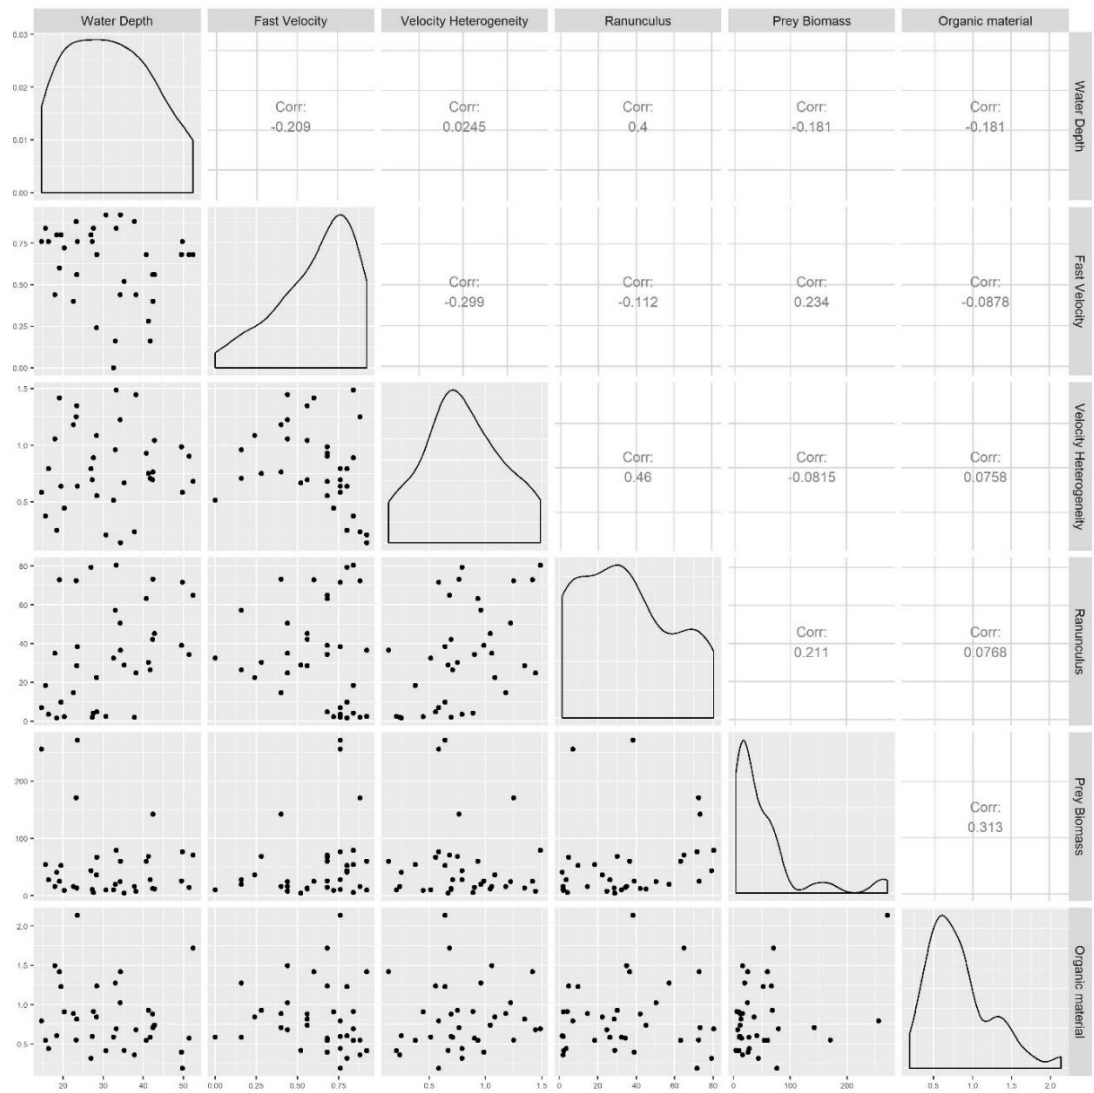 Water Depth Fast Velocity Velocity Heterogeneity Ranunculus Prey Biomass Organic material
0.03
0.02
0.01
0.00
Corr:
-0.209
Corr:
0.0245
Corr:
0.4
Corr:
-0.181
Corr:
-0.181
Water Depth
0.75
0.50
0.25
0.00
Corr:
-0.299
Corr:
-0.112
Corr:
0.234
Corr:
-0.0878
Fast Velocity
1.5
1.0
0.5
Corr:
0.46
Corr:
-0.0815
Corr:
0.0758
Velocity Heterogeneity
80
60
40
20
0
Corr:
0.211
Corr:
0.0768
Ranunculus
200
100
0
Corr:
0.313
Prey Biomass
2.0
1.5
1.0
0.5
Organic material
20 30 40 50 0.00 0.25 0.50 0.75 0.5 1.0 1.5 0 20 40 60 80 0 100 200 0.5 1.0 1.5 2.0